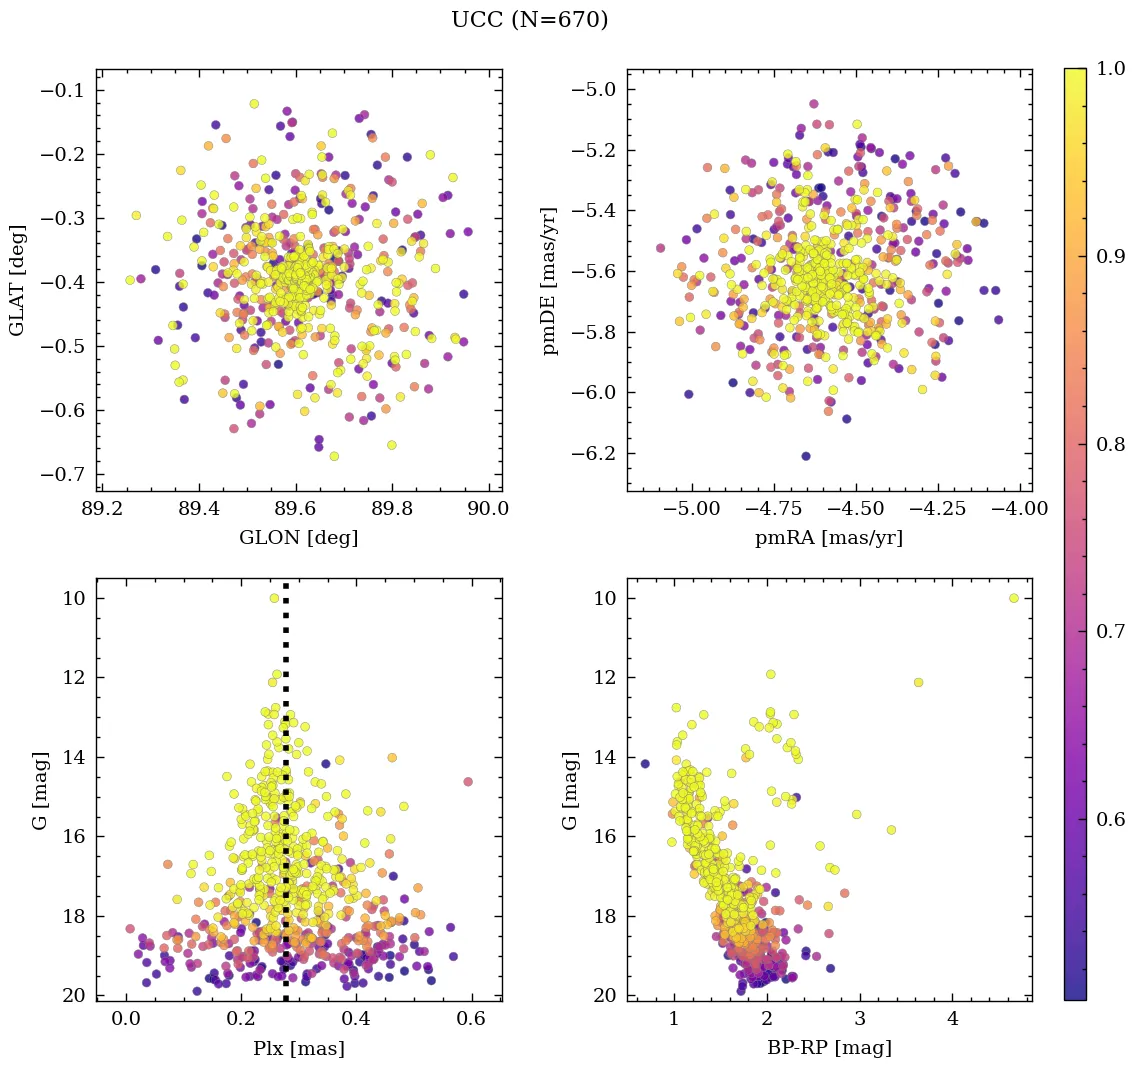 UCC (N=670)
−0.1
−0.2
−0.3
−0.4
−0.5
−0.6
−0.7
GLAT [deg]
89.2 89.4 89.6 89.8 90.0
GLON [deg]
−5.0
−5.2
−5.4
−5.6
−5.8
−6.0
−6.2
pmDE [mas/yr]
−5.00 −4.75 −4.50 −4.25 −4.00
pmRA [mas/yr]
1.0
0.9
0.8
0.7
0.6
10
12
14
16
18
20
G [mag]
0.0 0.2 0.4 0.6
Plx [mas]
10
12
14
16
18
20
G [mag]
1 2 3 4
BP-RP [mag]